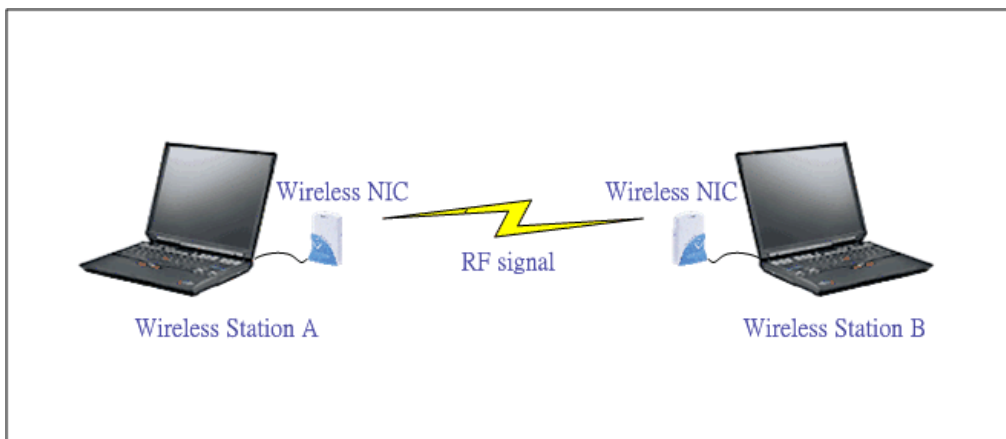 Wireless NIC
Wireless NIC
RF signal
Wireless Station A
Wireless Station B